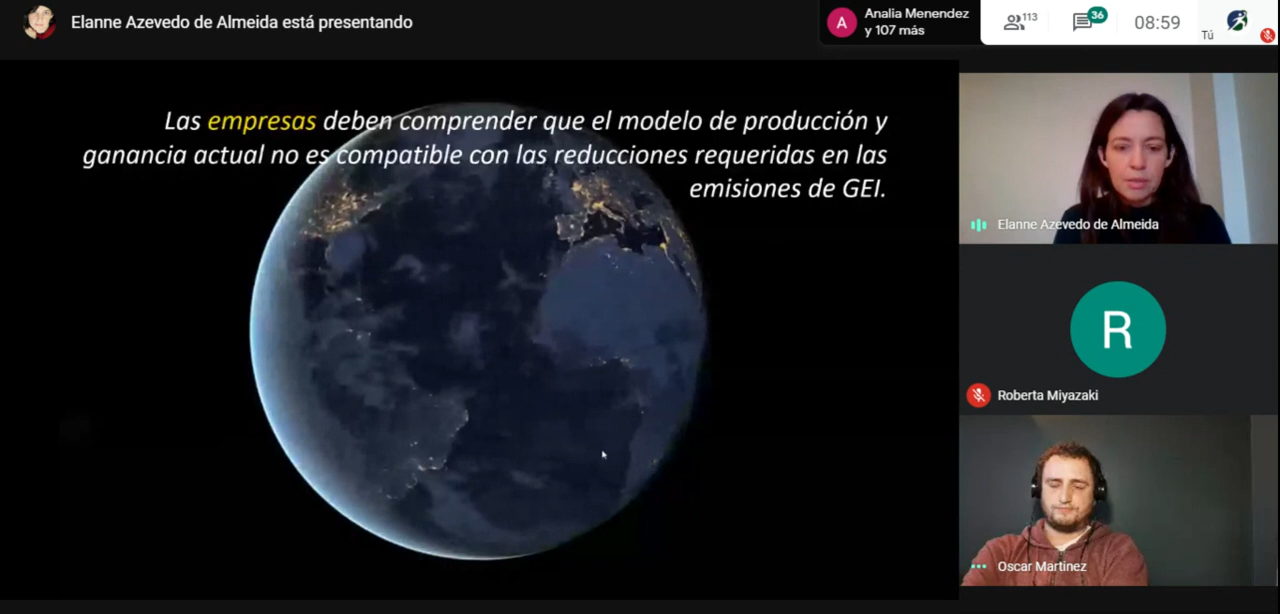 Elanne Azevedo de Almeida está presentando
A
Analia Menendez
y 107 más
113
36
08:59
Tú
Las empresas deben comprender que el modelo de producción y
ganancia actual no es compatible con las reducciones requeridas en las
emisiones de GEI.
Elanne Azevedo de Almeida
R
Roberta Miyazaki
Oscar Martinez